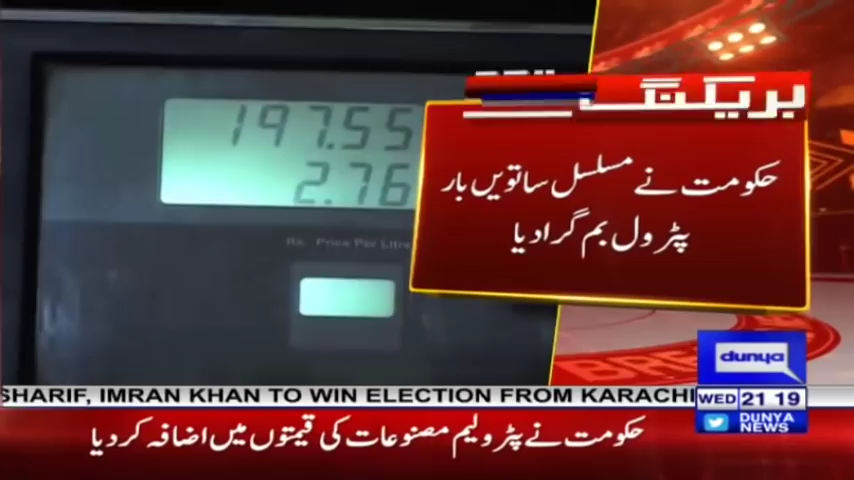 بریکنگ
197.55
2.76
حکومت نے مسلسل ساتویں بار
پٹرول بم گرا دیا
Rs. Price Per Litre
dunya
SHARIF, IMRAN KHAN TO WIN ELECTION FROM KARACHI
WED 21 19
DUNYA NEWS
حکومت نے پٹرولیم مصنوعات کی قیمتوں میں اضافہ کر دیا